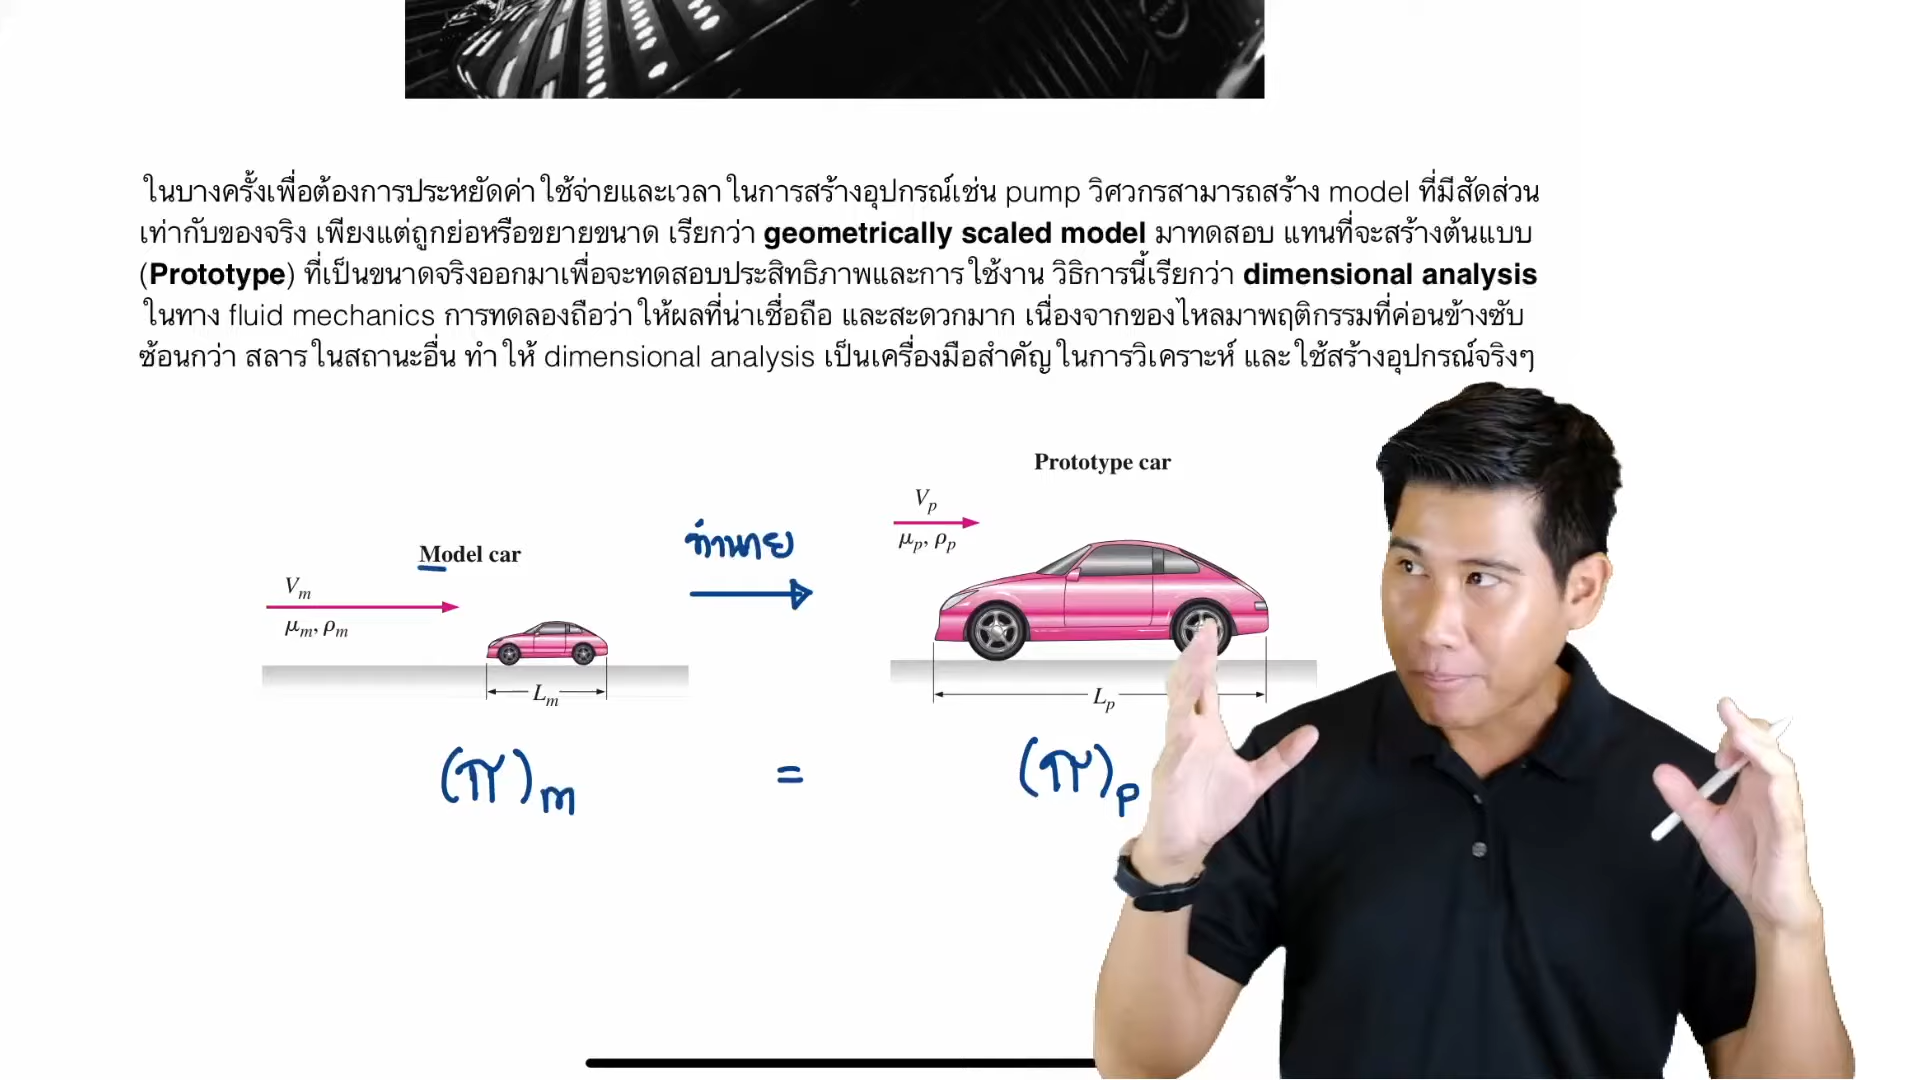 ในบางครั้งเพื่อต้องการประหยัดค่าใช้จ่ายและเวลาในการสร้างอุปกรณ์เช่น pump วิศวกรสามารถสร้าง model ที่มีสัดส่วน
เท่ากับของจริง เพียงแต่ถูกย่อหรือขยายขนาด เรียกว่า geometrically scaled model มาทดสอบ แทนที่จะสร้างต้นแบบ
(Prototype) ที่เป็นขนาดจริงออกมาเพื่อจะทดสอบประสิทธิภาพและการใช้งาน วิธิการนี้เรียกว่า dimensional analysis
ในทาง fluid mechanics การทดลองถือว่าให้ผลที่น่าเชื่อถือ และสะดวกมาก เนื่องจากของไหลมาพฤติกรรมที่ค่อนข้างซับ
ซ้อนกว่า สสารในสถานะอื่น ทำให้ dimensional analysis เป็นเครื่องมือสำคัญในการวิเคราะห์ และใช้สร้างอุปกรณ์จริงๆ
Prototype car
Vp
μp, ρp
ทำนาย
Model car
Vm
μm, ρm
Lm
Lp
(π)m = (π)p